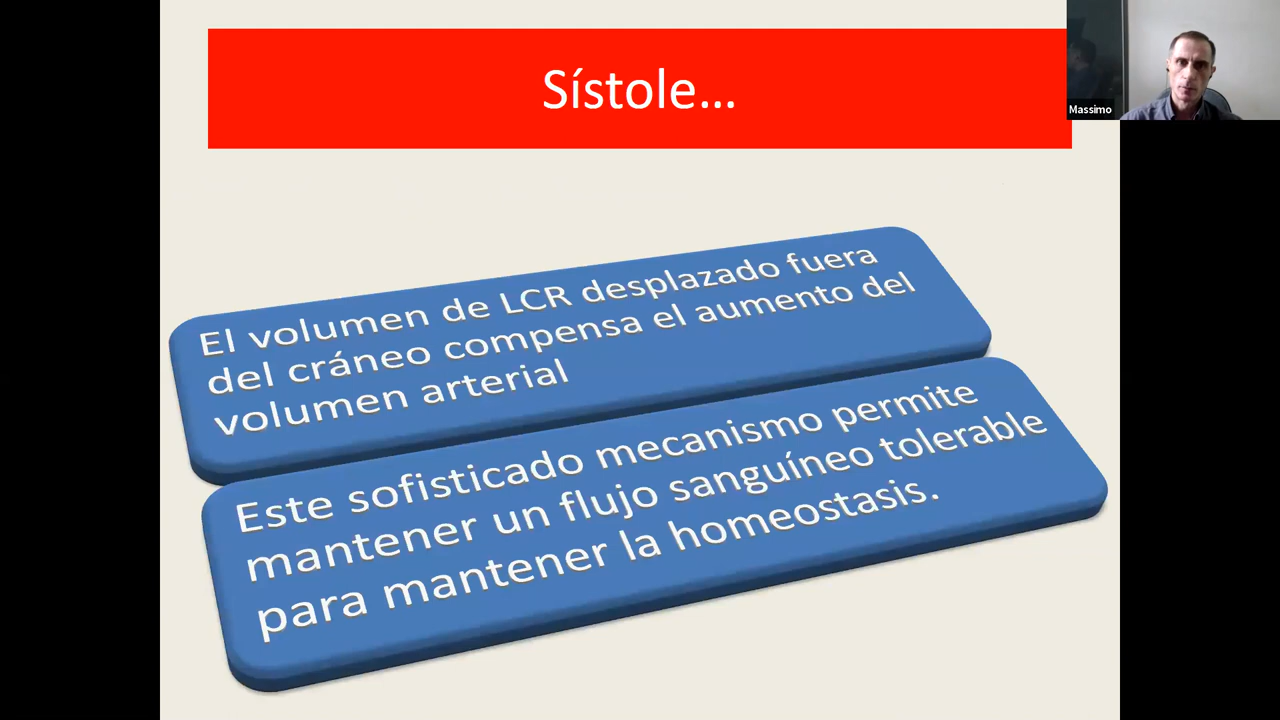 Sístole...
Massimo
El volumen de LCR desplazado fuera
del cráneo compensa el aumento del
volumen arterial
Este sofisticado mecanismo permite
mantener un flujo sanguíneo tolerable
para mantener la homeostasis.